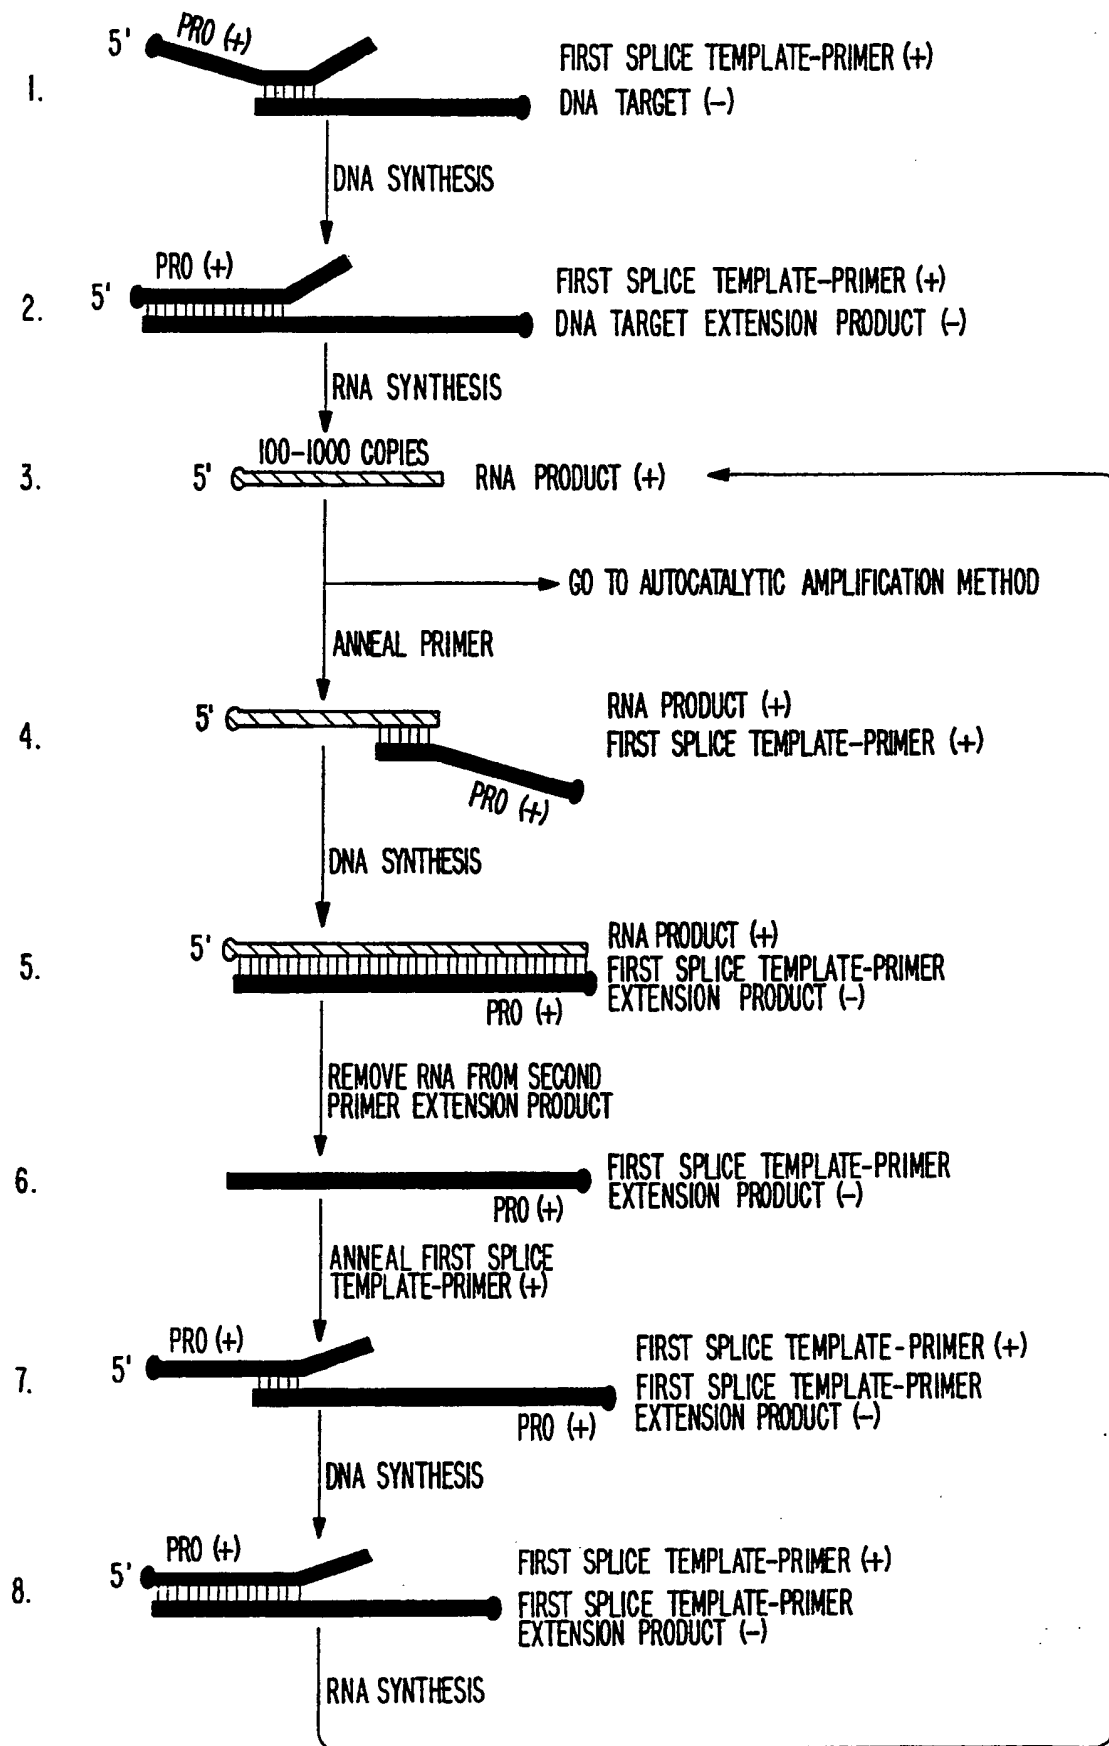 PRO (+)
5'
1.
FIRST SPLICE TEMPLATE-PRIMER (+)
DNA TARGET (-)
DNA SYNTHESIS
PRO (+)
5'
2.
FIRST SPLICE TEMPLATE-PRIMER (+)
DNA TARGET EXTENSION PRODUCT (-)
RNA SYNTHESIS
100-1000 COPIES
3.
5'
RNA PRODUCT (+)
GO TO AUTOCATALYTIC AMPLIFICATION METHOD
ANNEAL PRIMER
4.
5'
RNA PRODUCT (+)
FIRST SPLICE TEMPLATE-PRIMER (+)
PRO (+)
DNA SYNTHESIS
5.
5'
RNA PRODUCT (+)
FIRST SPLICE TEMPLATE-PRIMER
EXTENSION PRODUCT (-)
PRO (+)
REMOVE RNA FROM SECOND
PRIMER EXTENSION PRODUCT
6.
FIRST SPLICE TEMPLATE-PRIMER
EXTENSION PRODUCT (-)
PRO (+)
ANNEAL FIRST SPLICE
TEMPLATE-PRIMER (+)
PRO (+)
5'
7.
FIRST SPLICE TEMPLATE-PRIMER (+)
FIRST SPLICE TEMPLATE-PRIMER
EXTENSION PRODUCT (-)
PRO (+)
DNA SYNTHESIS
PRO (+)
5'
8.
FIRST SPLICE TEMPLATE-PRIMER (+)
FIRST SPLICE TEMPLATE-PRIMER
EXTENSION PRODUCT (-)
RNA SYNTHESIS